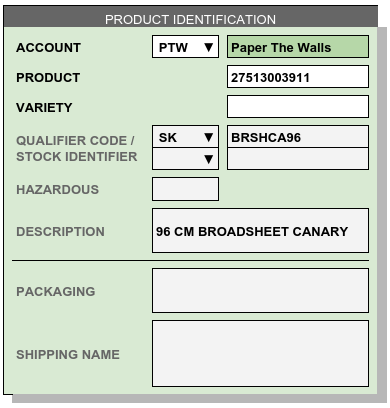 PRODUCT IDENTIFICATION
ACCOUNT PTW ▼ Paper The Walls
PRODUCT 27513003911
VARIETY
QUALIFIER CODE / SK ▼ BRSHCA96
STOCK IDENTIFIER ▼
HAZARDOUS
DESCRIPTION 96 CM BROADSHEET CANARY
PACKAGING
SHIPPING NAME